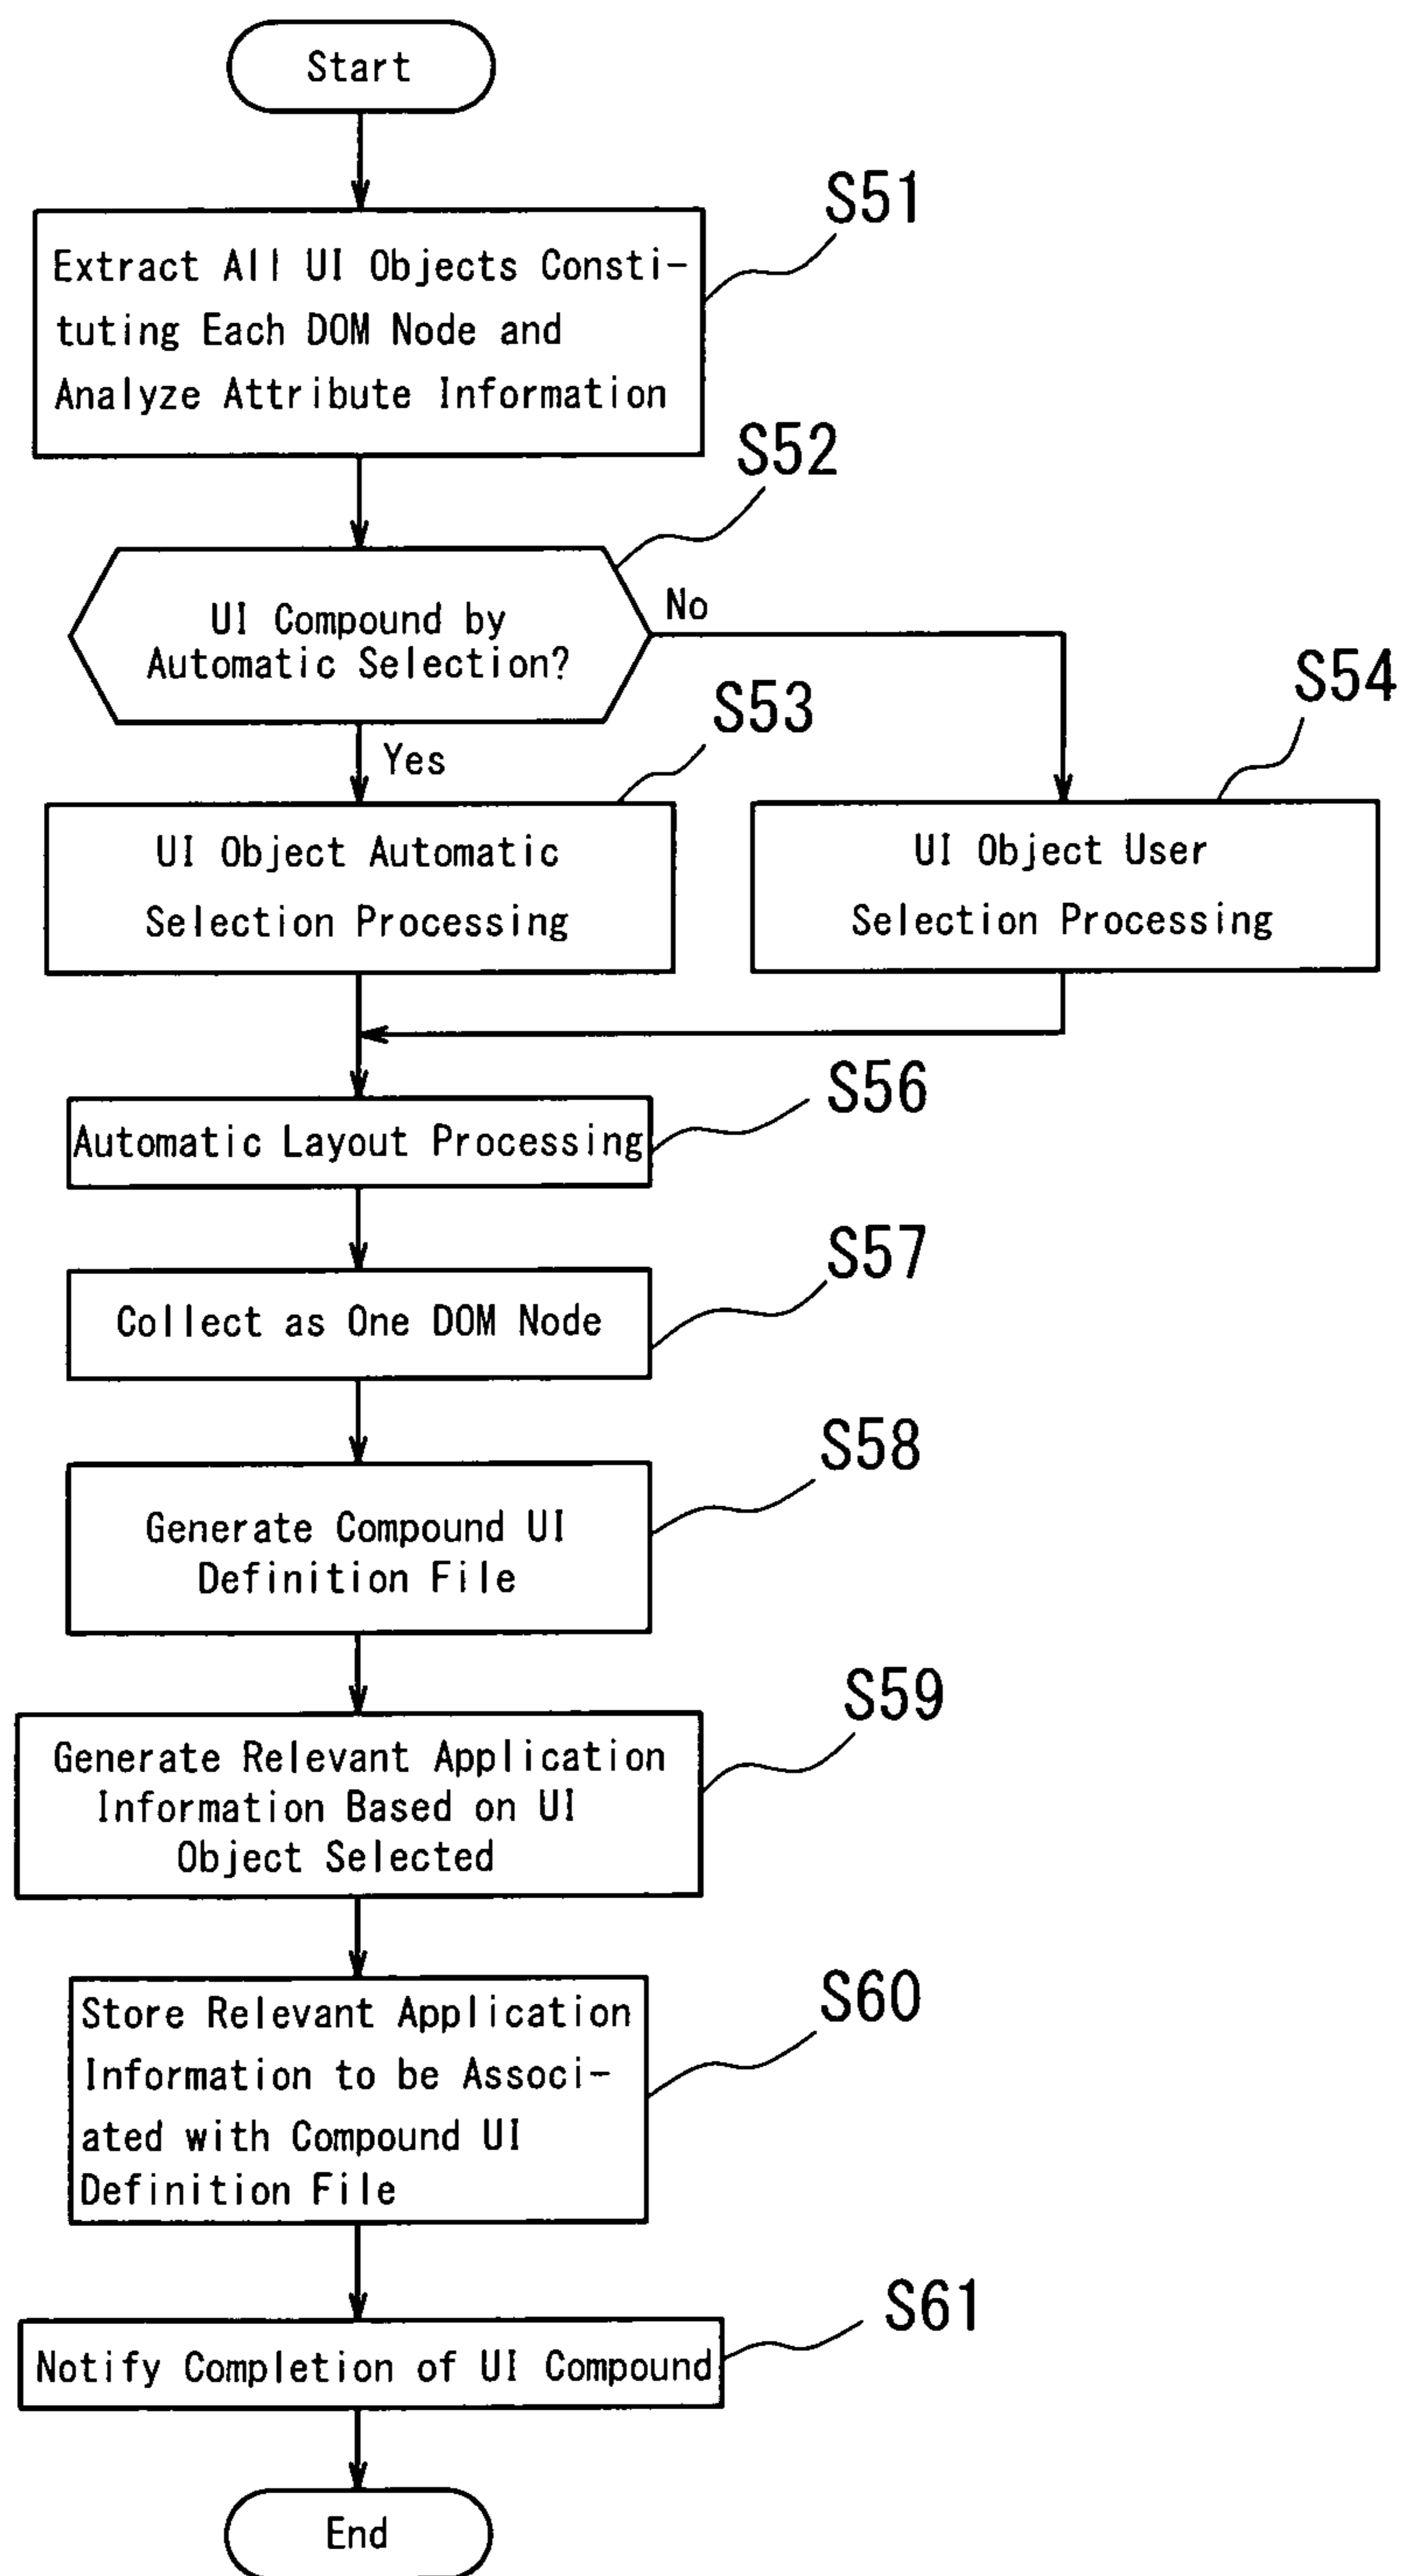 Start
S51
Extract All UI Objects Consti-
tuting Each DOM Node and
Analyze Attribute Information
S52
UI Compound by
Automatic Selection?
No
Yes
S53
S54
UI Object Automatic
Selection Processing
UI Object User
Selection Processing
S56
Automatic Layout Processing
S57
Collect as One DOM Node
S58
Generate Compound UI
Definition File
S59
Generate Relevant Application
Information Based on UI
Object Selected
S60
Store Relevant Application
Information to be Associ-
ated with Compound UI
Definition File
S61
Notify Completion of UI Compound
End